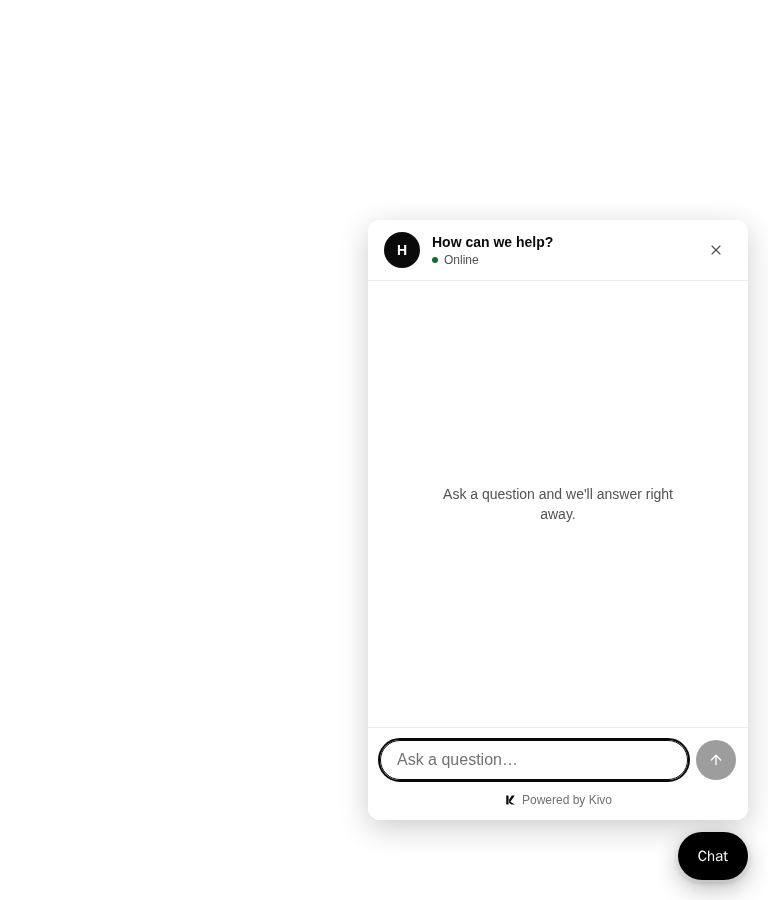 H
How can we help?
Online
Ask a question and we'll answer right
away.
Ask a question…
Powered by Kivo
Chat